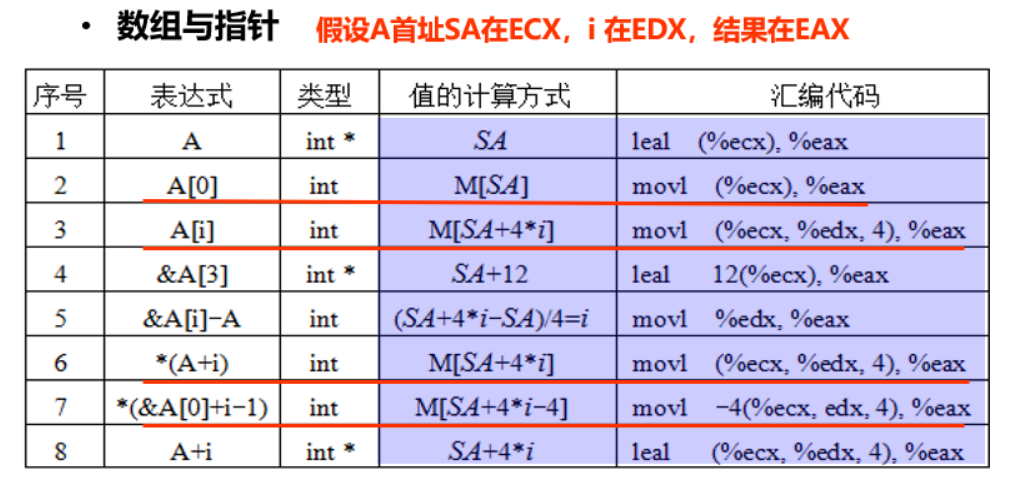 · 数组与指针 假设A首址SA在ECX，i 在EDX，结果在EAX
序号 表达式 类型 值的计算方式 汇编代码
1 A int * SA leal (%ecx), %eax
2 A[0] int M[SA] movl (%ecx), %eax
3 A[i] int M[SA+4*i] movl (%ecx, %edx, 4), %eax
4 &A[3] int * SA+12 leal 12(%ecx), %eax
5 &A[i]−A int (SA+4*i−SA)/4=i movl %edx, %eax
6 *(A+i) int M[SA+4*i] movl (%ecx, %edx, 4), %eax
7 *(&A[0]+i−1) int M[SA+4*i−4] movl −4(%ecx, edx, 4), %eax
8 A+i int * SA+4*i leal (%ecx, %edx, 4), %eax